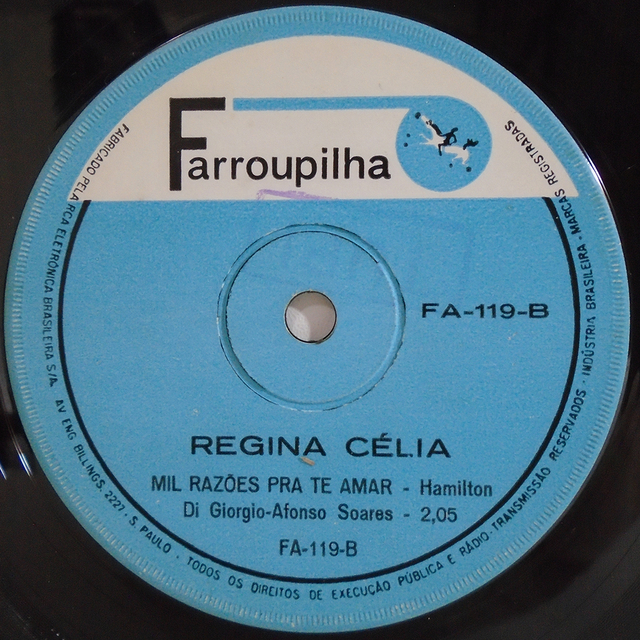 Farroupilha
FABRICADO PELA RCA ELETRÔNICA BRASILEIRA S/A. AV ENG BILLINGS, 2227 - S. PAULO - TODOS OS DIREITOS DE EXECUÇÃO PÚBLICA E RÁDIO-TRANSMISSÃO RESERVADOS - INDÚSTRIA BRASILEIRA - MARCAS REGISTRADAS
FA-119-B
REGINA CÉLIA
MIL RAZÕES PRA TE AMAR - Hamilton
Di Giorgio-Afonso Soares - 2,05
FA-119-B